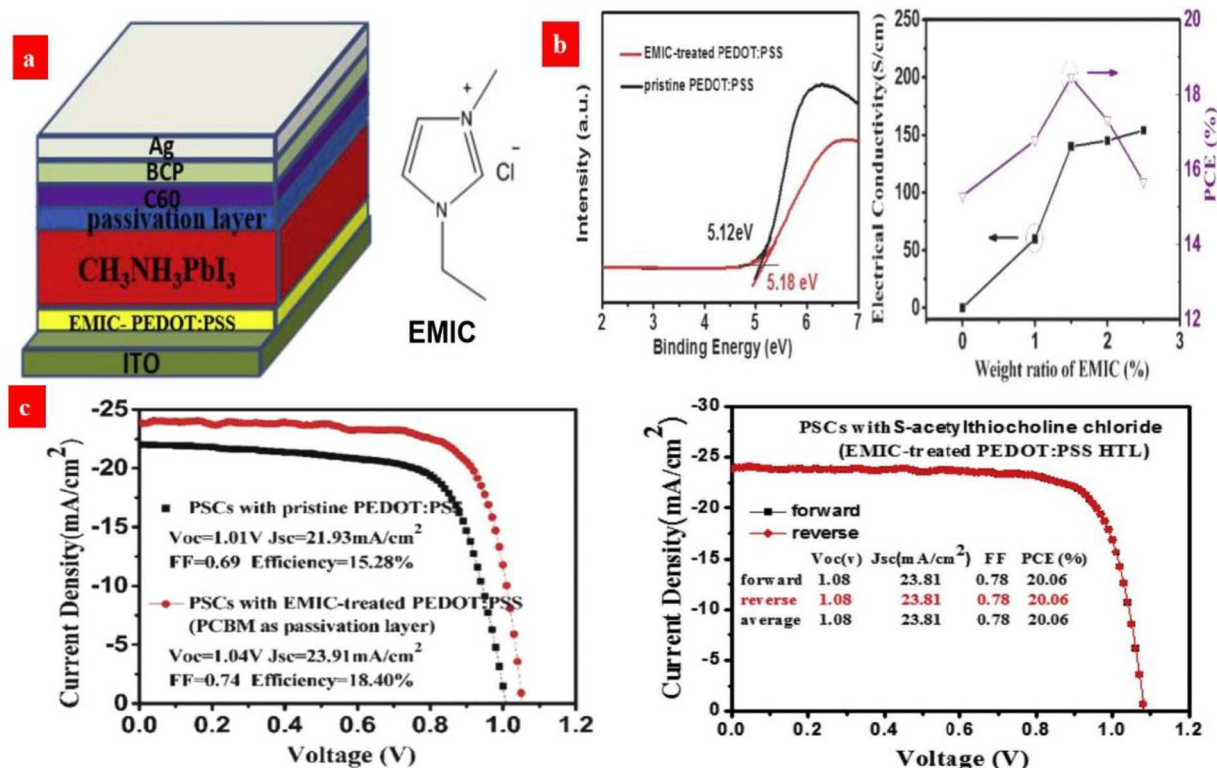 a
Ag
BCP
C60
passivation layer
CH₃NH₃PbI₃
EMIC- PEDOT:PSS
ITO
N
+
Cl
-
N
EMIC
b
EMIC-treated PEDOT:PSS
pristine PEDOT:PSS
Intensity (a.u.)
5.12eV
5.18 eV
2 3 4 5 6 7
Binding Energy (eV)
Electrical Conductivity(S/cm)
250
200
150
100
50
0
20
18
16
14
12
PCE (%)
0 1 2 3
Weight ratio of EMIC (%)
c
-25
-20
-15
-10
-5
0
Current Density(mA/cm²)
PSCs with pristine PEDOT:PSS
Voc=1.01V Jsc=21.93mA/cm²
FF=0.69 Efficiency=15.28%
PSCs with EMIC-treated PEDOT:PSS
(PCBM as passivation layer)
Voc=1.04V Jsc=23.91mA/cm²
FF=0.74 Efficiency=18.40%
0.0 0.2 0.4 0.6 0.8 1.0 1.2
Voltage (V)
-30
-25
-20
-15
-10
-5
0
Current Density(mA/cm²)
PSCs with S-acetylthiocholine chloride
(EMIC-treated PEDOT:PSS HTL)
forward
reverse
Voc(v) Jsc(mA/cm²) FF PCE (%)
forward 1.08 23.81 0.78 20.06
reverse 1.08 23.81 0.78 20.06
average 1.08 23.81 0.78 20.06
0.0 0.2 0.4 0.6 0.8 1.0 1.2
Voltage (V)